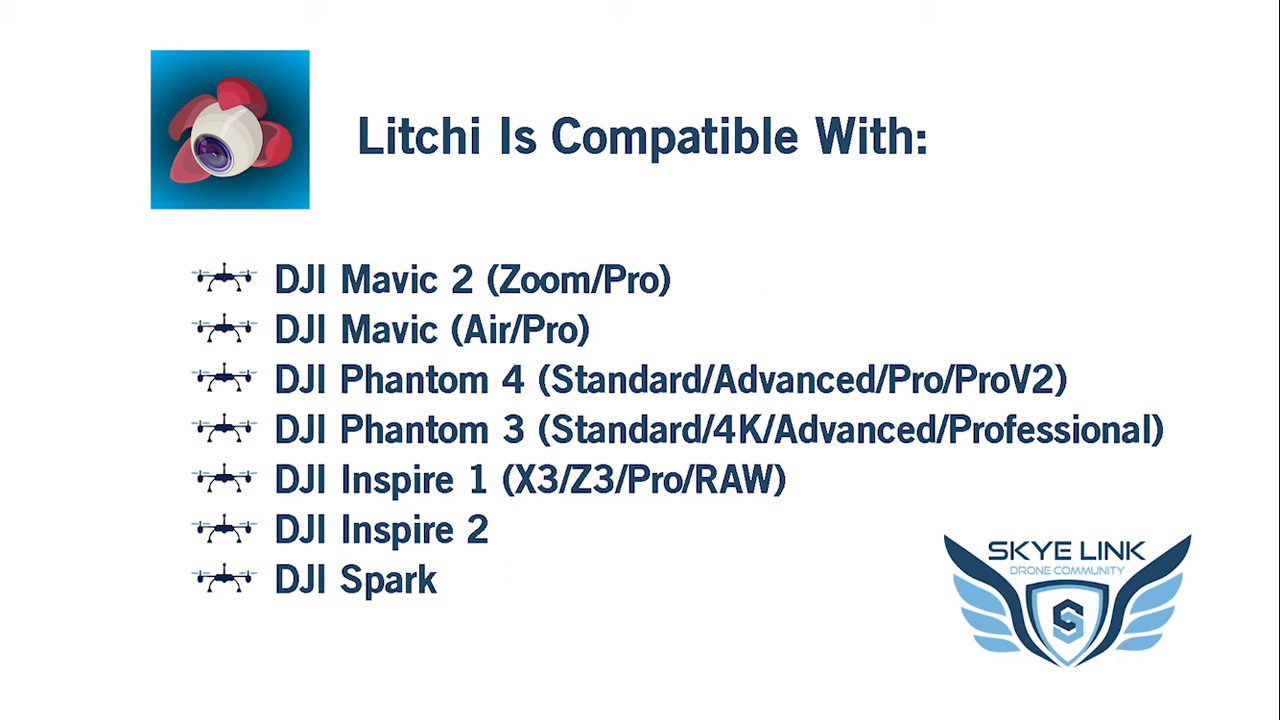 Litchi Is Compatible With:
DJI Mavic 2 (Zoom/Pro)
DJI Mavic (Air/Pro)
DJI Phantom 4 (Standard/Advanced/Pro/ProV2)
DJI Phantom 3 (Standard/4K/Advanced/Professional)
DJI Inspire 1 (X3/Z3/Pro/RAW)
DJI Inspire 2
DJI Spark
SKYE LINK
DRONE COMMUNITY
S